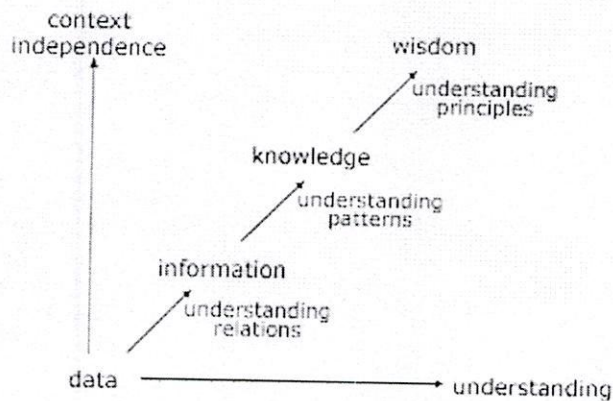 context
independence
wisdom
understanding
principles
knowledge
understanding
patterns
information
understanding
relations
data
understanding